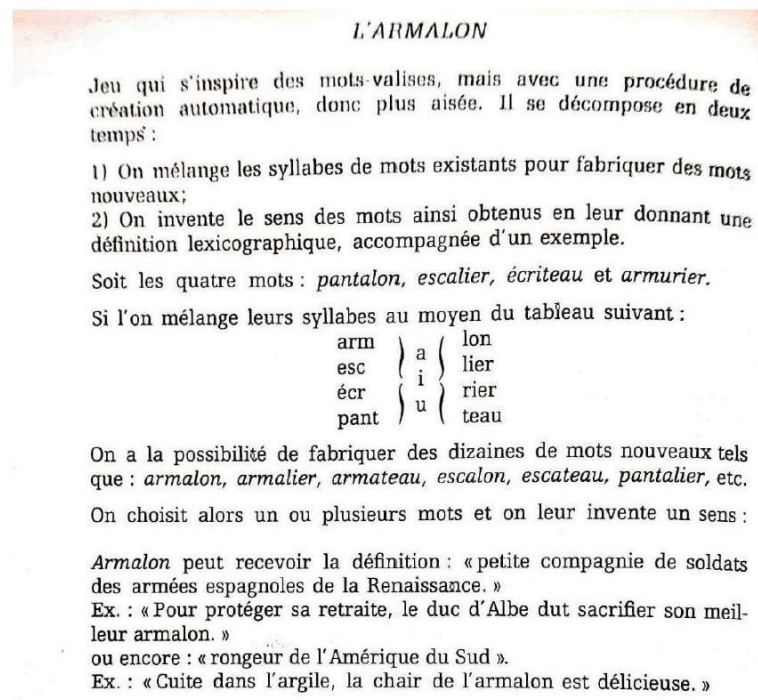 L'ARMALON
Jeu qui s'inspire des mots-valises, mais avec une procédure de
création automatique, donc plus aisée. Il se décompose en deux
temps :
1) On mélange les syllabes de mots existants pour fabriquer des mots
nouveaux;
2) On invente le sens des mots ainsi obtenus en leur donnant une
définition lexicographique, accompagnée d'un exemple.
Soit les quatre mots : pantalon, escalier, écriteau et armurier.
Si l'on mélange leurs syllabes au moyen du tableau suivant :
arm ) a ( lon
esc ( i ) lier
écr ( ) rier
pant ) u ( teau
On a la possibilité de fabriquer des dizaines de mots nouveaux tels
que : armalon, armalier, armateau, escalon, escateau, pantalier, etc.
On choisit alors un ou plusieurs mots et on leur invente un sens :
Armalon peut recevoir la définition : « petite compagnie de soldats
des armées espagnoles de la Renaissance. »
Ex. : « Pour protéger sa retraite, le duc d'Albe dut sacrifier son meil-
leur armalon. »
ou encore : « rongeur de l'Amérique du Sud ».
Ex. : « Cuite dans l'argile, la chair de l'armalon est délicieuse. »